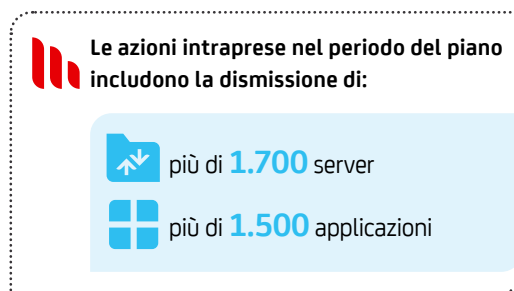 Le azioni intraprese nel periodo del piano
includono la dismissione di:
più di 1.700 server
più di 1.500 applicazioni